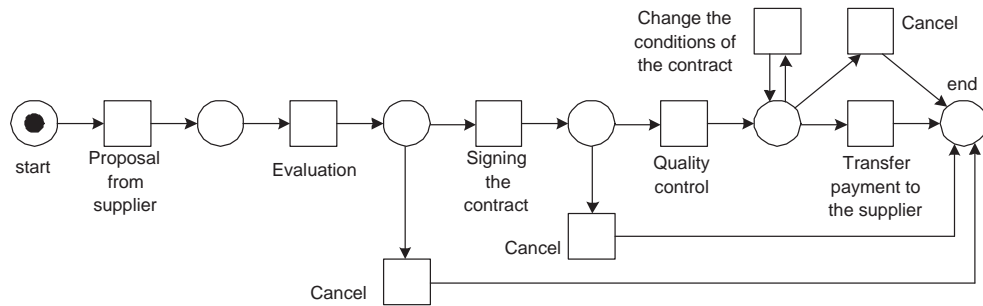 Change the
conditions of
the contract
Cancel
end
start
Proposal
from
supplier
Evaluation
Signing
the
contract
Quality
control
Transfer
payment to
the supplier
Cancel
Cancel